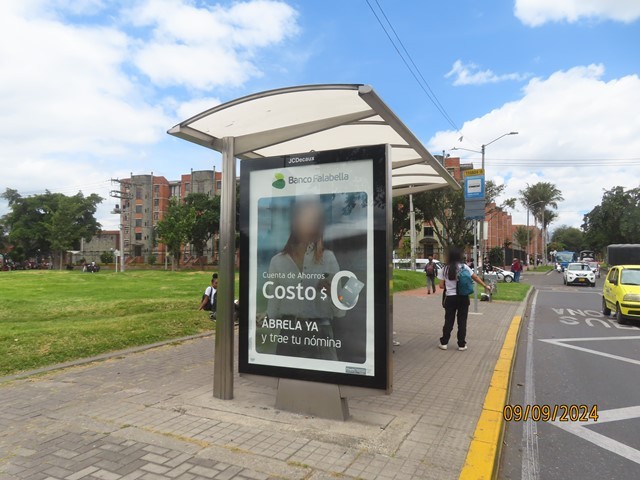 JCDecaux
Banco Falabella
Cuenta de Ahorros
Costo $ 0
ÁBRELA YA
y trae tu nómina
09/09/2024